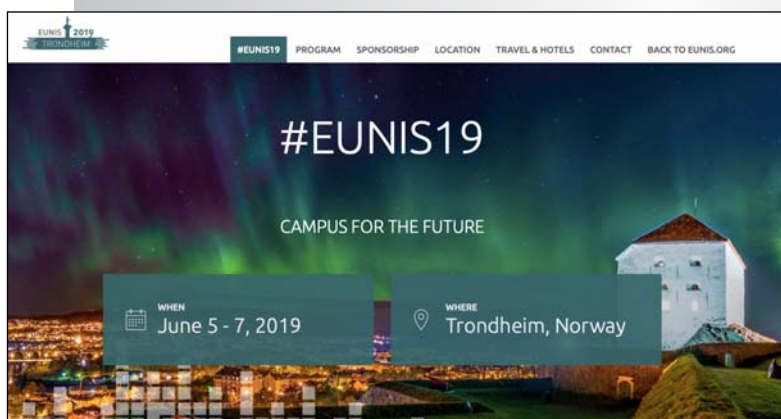 EUNIS 2019
TRONDHEIM
#EUNIS19 PROGRAM SPONSORSHIP LOCATION TRAVEL & HOTELS CONTACT BACK TO EUNIS.ORG
#EUNIS19
CAMPUS FOR THE FUTURE
WHEN
June 5 - 7, 2019
WHERE
Trondheim, Norway